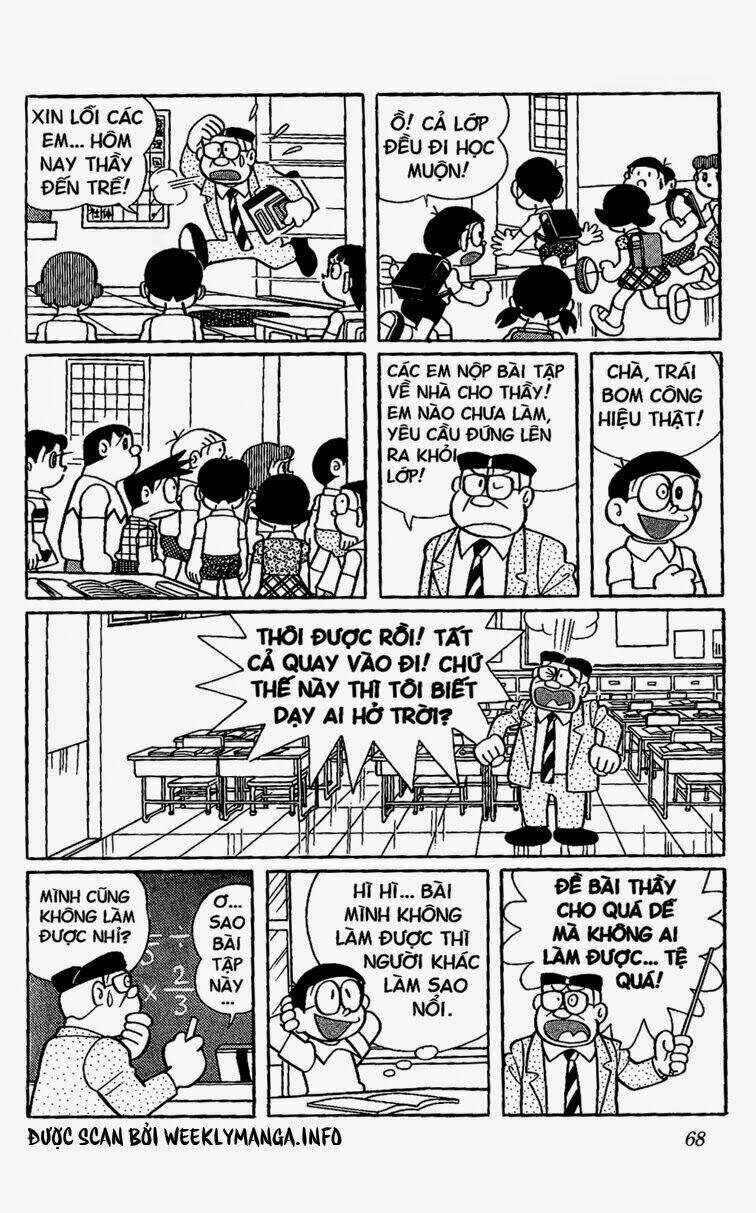 XIN LỖI CÁC
EM... HÔM
NAY THẦY
ĐẾN TRỄ!
Ồ! CẢ LỚP
ĐỀU ĐI HỌC
MUỘN!
CÁC EM NỘP BÀI TẬP
VỀ NHÀ CHO THẦY!
EM NÀO CHƯA LÀM,
YÊU CẦU ĐỨNG LÊN
RA KHỎI
LỚP!
CHÀ, TRÁI
BOM CÔNG
HIỆU THẬT!
THÔI ĐƯỢC RỒI! TẤT
CẢ QUAY VÀO ĐI! CHỨ
THẾ NÀY THÌ TÔI BIẾT
DẠY AI HỞ TRỜI?
MÌNH CŨNG
KHÔNG LÀM
ĐƯỢC NHỈ?
Ơ...
SAO
BÀI
TẬP
NÀY
...
5 ÷
× 2/3
HÌ HÌ... BÀI
MÌNH KHÔNG
LÀM ĐƯỢC THÌ
NGƯỜI KHÁC
LÀM SAO
NỔI.
ĐỀ BÀI THẦY
CHO QUÁ DỄ
MÀ KHÔNG AI
LÀM ĐƯỢC... TỆ
QUÁ!
ĐƯỢC SCAN BỞI WEEKLYMANGA.INFO
68